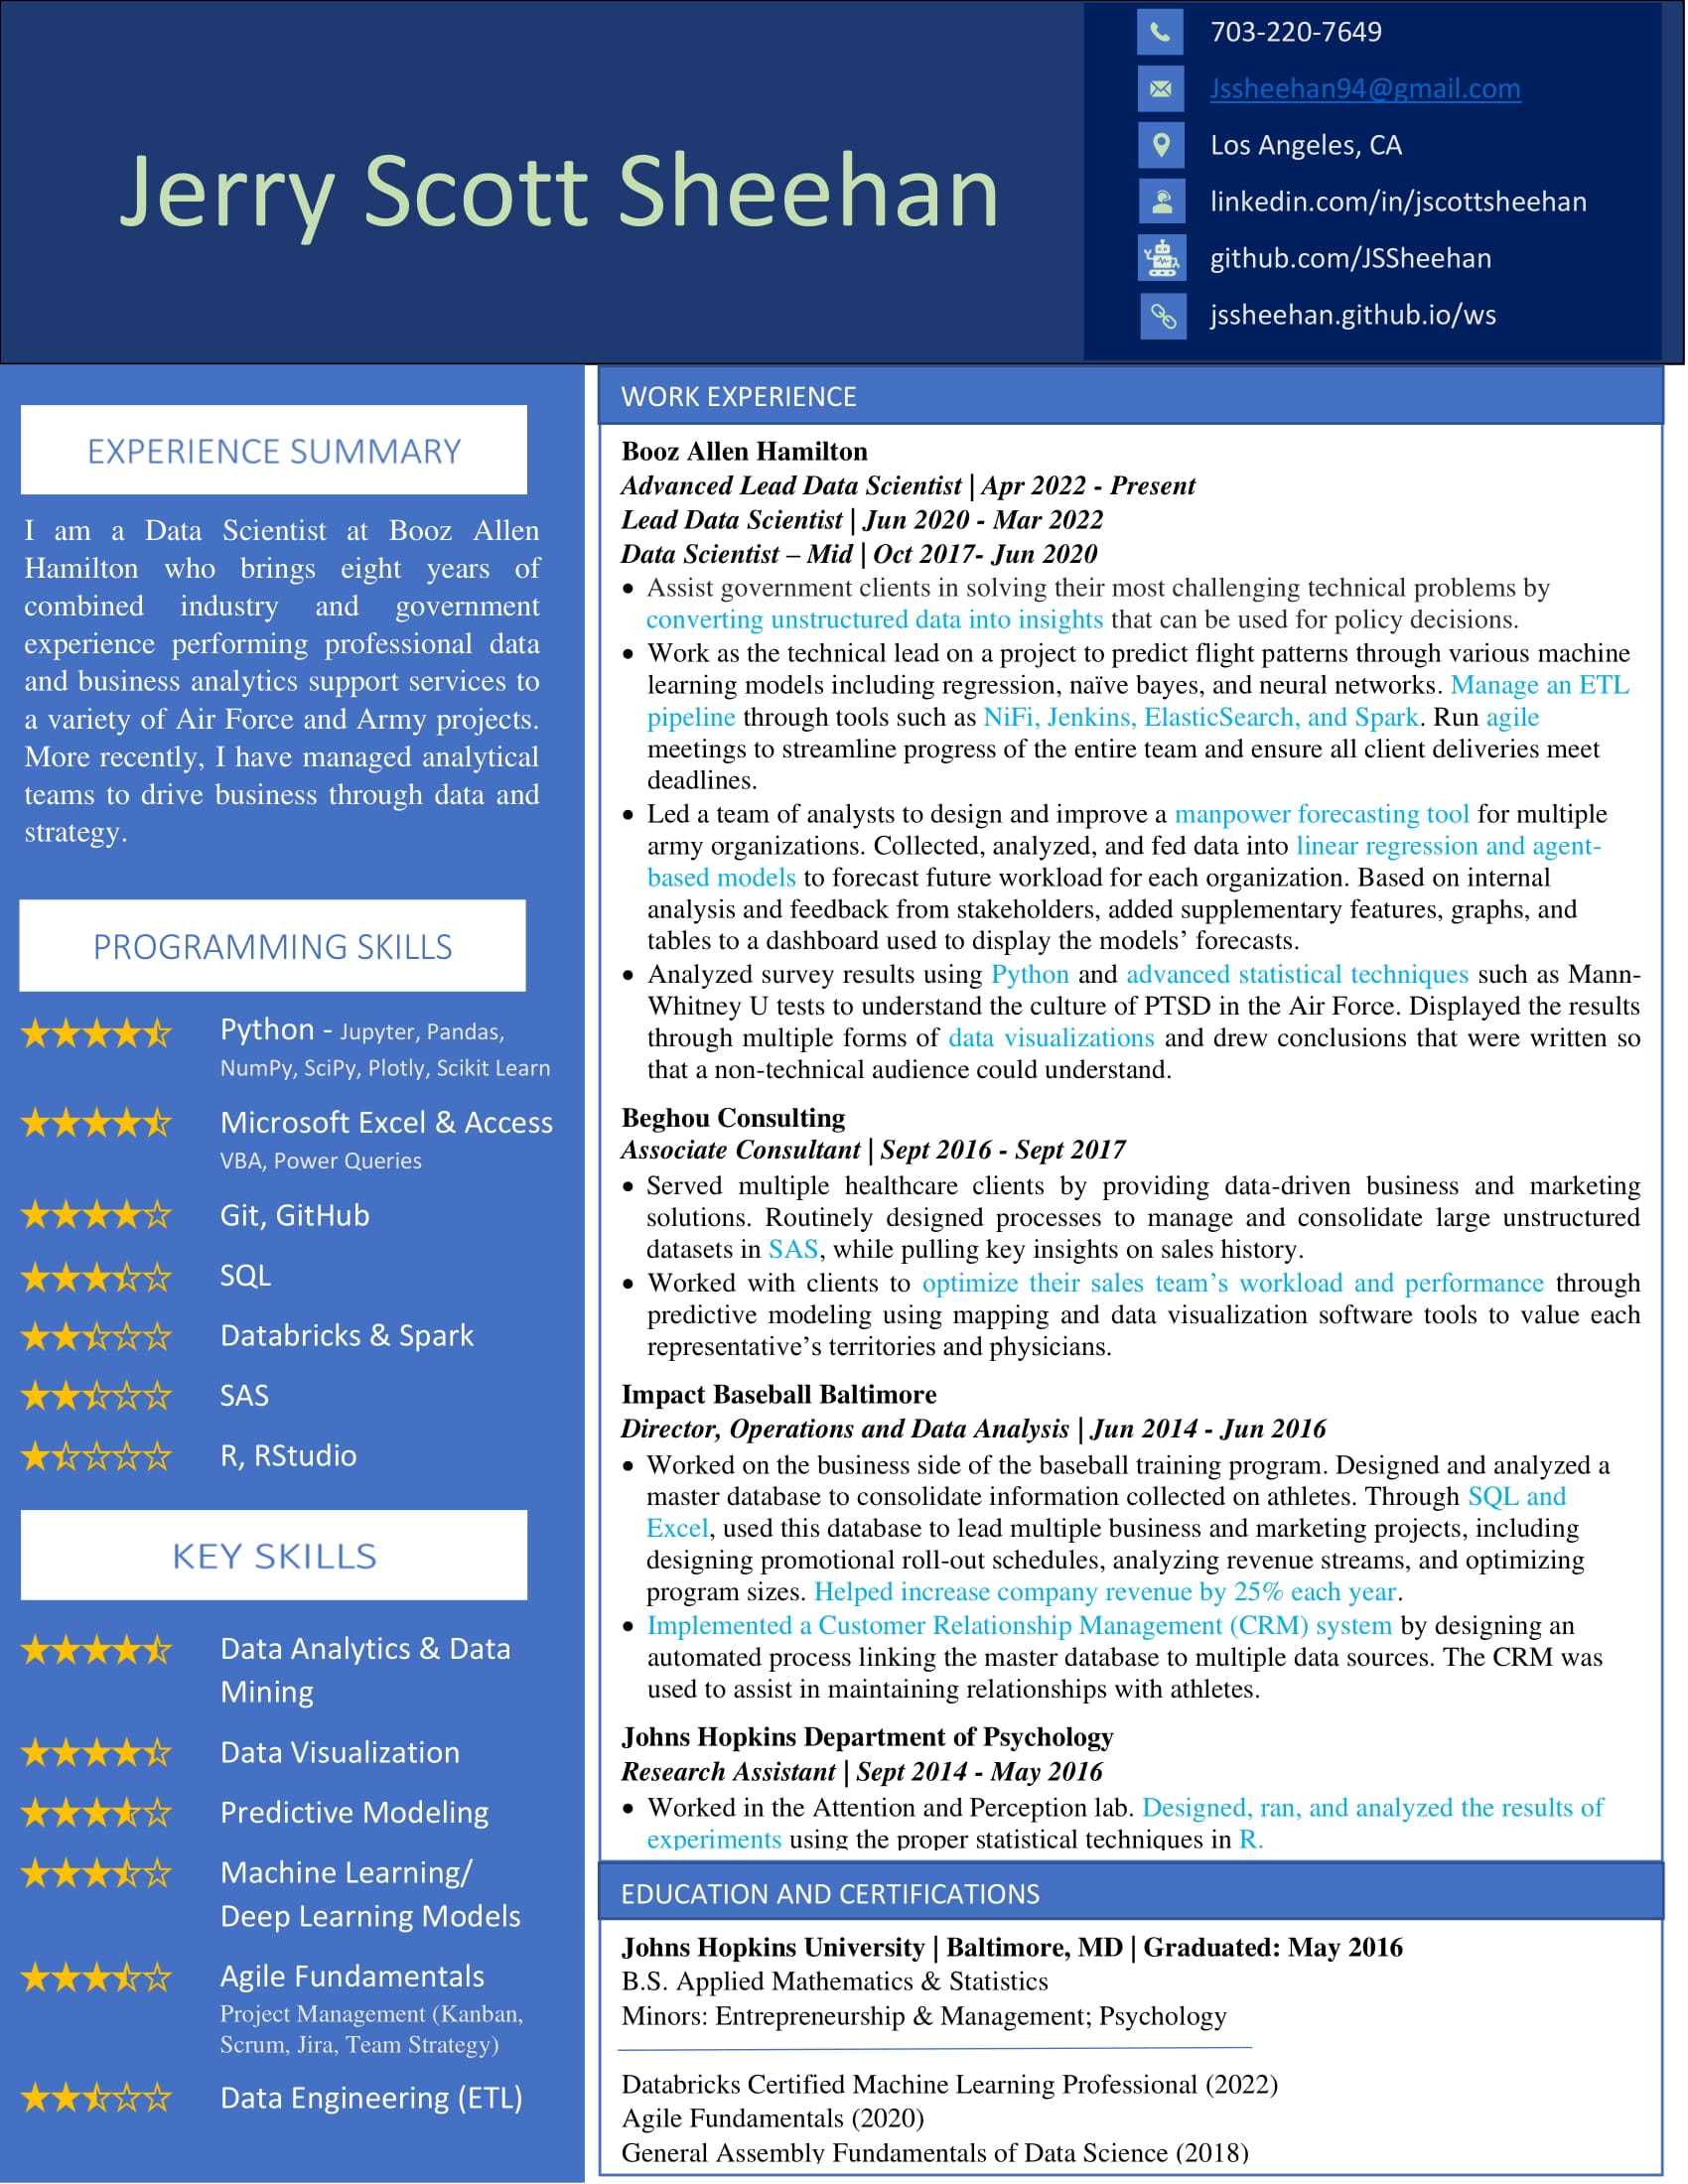 Jerry Scott Sheehan
703-220-7649
Jssheehan94@gmail.com
Los Angeles, CA
linkedin.com/in/jscottsheehan
github.com/JSSheehan
jssheehan.github.io/ws
EXPERIENCE SUMMARY
I am a Data Scientist at Booz Allen
Hamilton who brings eight years of
combined industry and government
experience performing professional data
and business analytics support services to
a variety of Air Force and Army projects.
More recently, I have managed analytical
teams to drive business through data and
strategy.
PROGRAMMING SKILLS
Python - Jupyter, Pandas,
NumPy, SciPy, Plotly, Scikit Learn
Microsoft Excel & Access
VBA, Power Queries
Git, GitHub
SQL
Databricks & Spark
SAS
R, RStudio
KEY SKILLS
Data Analytics & Data
Mining
Data Visualization
Predictive Modeling
Machine Learning/
Deep Learning Models
Agile Fundamentals
Project Management (Kanban,
Scrum, Jira, Team Strategy)
Data Engineering (ETL)
WORK EXPERIENCE
Booz Allen Hamilton
Advanced Lead Data Scientist | Apr 2022 - Present
Lead Data Scientist | Jun 2020 - Mar 2022
Data Scientist – Mid | Oct 2017- Jun 2020
• Assist government clients in solving their most challenging technical problems by
converting unstructured data into insights that can be used for policy decisions.
• Work as the technical lead on a project to predict flight patterns through various machine
learning models including regression, naïve bayes, and neural networks. Manage an ETL
pipeline through tools such as NiFi, Jenkins, ElasticSearch, and Spark. Run agile
meetings to streamline progress of the entire team and ensure all client deliveries meet
deadlines.
• Led a team of analysts to design and improve a manpower forecasting tool for multiple
army organizations. Collected, analyzed, and fed data into linear regression and agent-
based models to forecast future workload for each organization. Based on internal
analysis and feedback from stakeholders, added supplementary features, graphs, and
tables to a dashboard used to display the models’ forecasts.
• Analyzed survey results using Python and advanced statistical techniques such as Mann-
Whitney U tests to understand the culture of PTSD in the Air Force. Displayed the results
through multiple forms of data visualizations and drew conclusions that were written so
that a non-technical audience could understand.
Beghou Consulting
Associate Consultant | Sept 2016 - Sept 2017
• Served multiple healthcare clients by providing data-driven business and marketing
solutions. Routinely designed processes to manage and consolidate large unstructured
datasets in SAS, while pulling key insights on sales history.
• Worked with clients to optimize their sales team’s workload and performance through
predictive modeling using mapping and data visualization software tools to value each
representative’s territories and physicians.
Impact Baseball Baltimore
Director, Operations and Data Analysis | Jun 2014 - Jun 2016
• Worked on the business side of the baseball training program. Designed and analyzed a
master database to consolidate information collected on athletes. Through SQL and
Excel, used this database to lead multiple business and marketing projects, including
designing promotional roll-out schedules, analyzing revenue streams, and optimizing
program sizes. Helped increase company revenue by 25% each year.
• Implemented a Customer Relationship Management (CRM) system by designing an
automated process linking the master database to multiple data sources. The CRM was
used to assist in maintaining relationships with athletes.
Johns Hopkins Department of Psychology
Research Assistant | Sept 2014 - May 2016
• Worked in the Attention and Perception lab. Designed, ran, and analyzed the results of
experiments using the proper statistical techniques in R.
EDUCATION AND CERTIFICATIONS
Johns Hopkins University | Baltimore, MD | Graduated: May 2016
B.S. Applied Mathematics & Statistics
Minors: Entrepreneurship & Management; Psychology
Databricks Certified Machine Learning Professional (2022)
Agile Fundamentals (2020)
General Assembly Fundamentals of Data Science (2018)